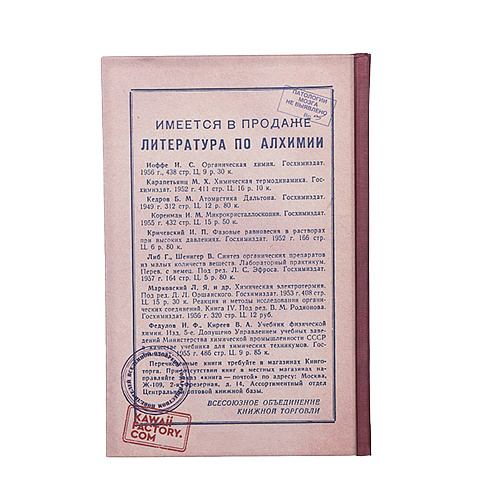 ПАТОЛОГИИ
МОЗГА
НЕ ВЫЯВЛЕНО
ИМЕЕТСЯ В ПРОДАЖЕ
ЛИТЕРАТУРА ПО АЛХИМИИ
Иоффе И. С. Органическая химия. Госхимиздат.
1956 г., 438 стр. Ц. 9 р. 30 к.
Карапетьянц М. Х. Химическая термодинамика. Гос-
химиздат. 1952 г. 411 стр. Ц. 16 р. 10 к.
Кедров Б. М. Атомистика Дальтона. Госхимиздат.
1949 г. 312 стр. Ц. 12 р. 80 к.
Коренман И. М. Микрокристаллоскопия. Госхимиздат.
1955 г. 432 стр. Ц. 15 р. 50 к.
Кричевский И. П. Фазовые равновесия в растворах
при высоких давлениях. Госхимиздат. 1952 г. 166 стр.
Ц. 6 р. 80 к.
Либ Г., Шенигер В. Синтез органических препаратов
из малых количеств веществ. Лабораторный практикум.
Перев. с немец. Под ред. Л. С. Эфроса. Госхимиздат.
1957 г. 164 стр. Ц. 5 р. 80 к.
Марковский Л. Я. и др. Химическая электротермия.
Под ред. Л. Л. Оршанского. Госхимиздат. 1953 г. 408 стр.
Ц. 15 р. 30 к. Реакция и методы исследования органи-
ческих соединений. Книга IV. Под ред. В. М. Родионова.
Госхимиздат. 1956 г. 320 стр. Ц. 12 руб.
Федулов И. Ф., Киреев В. А. Учебник физической
химии. Изд. 5-е. Допущено Управлением учебных заве-
дений Министерства химической промышленности СССР
в качестве учебника для химических техникумов. Гос-
1955 г. 486 стр. Ц. 9 р. 85 к.
Перечисленные книги требуйте в магазинах Книго-
торга. При отсутствии книг в местных магазинах на-
правляйте заказ «книга — почтой» по адресу: Москва,
Ж-109, 2-я Фрезерная, д. 14, Ассортиментный отдел
Центральной оптовой книжной базы.
ВСЕСОЮЗНОЕ ОБЪЕДИНЕНИЕ
КНИЖНОЙ ТОРГОВЛИ
KAWAII
FACTORY.
COM